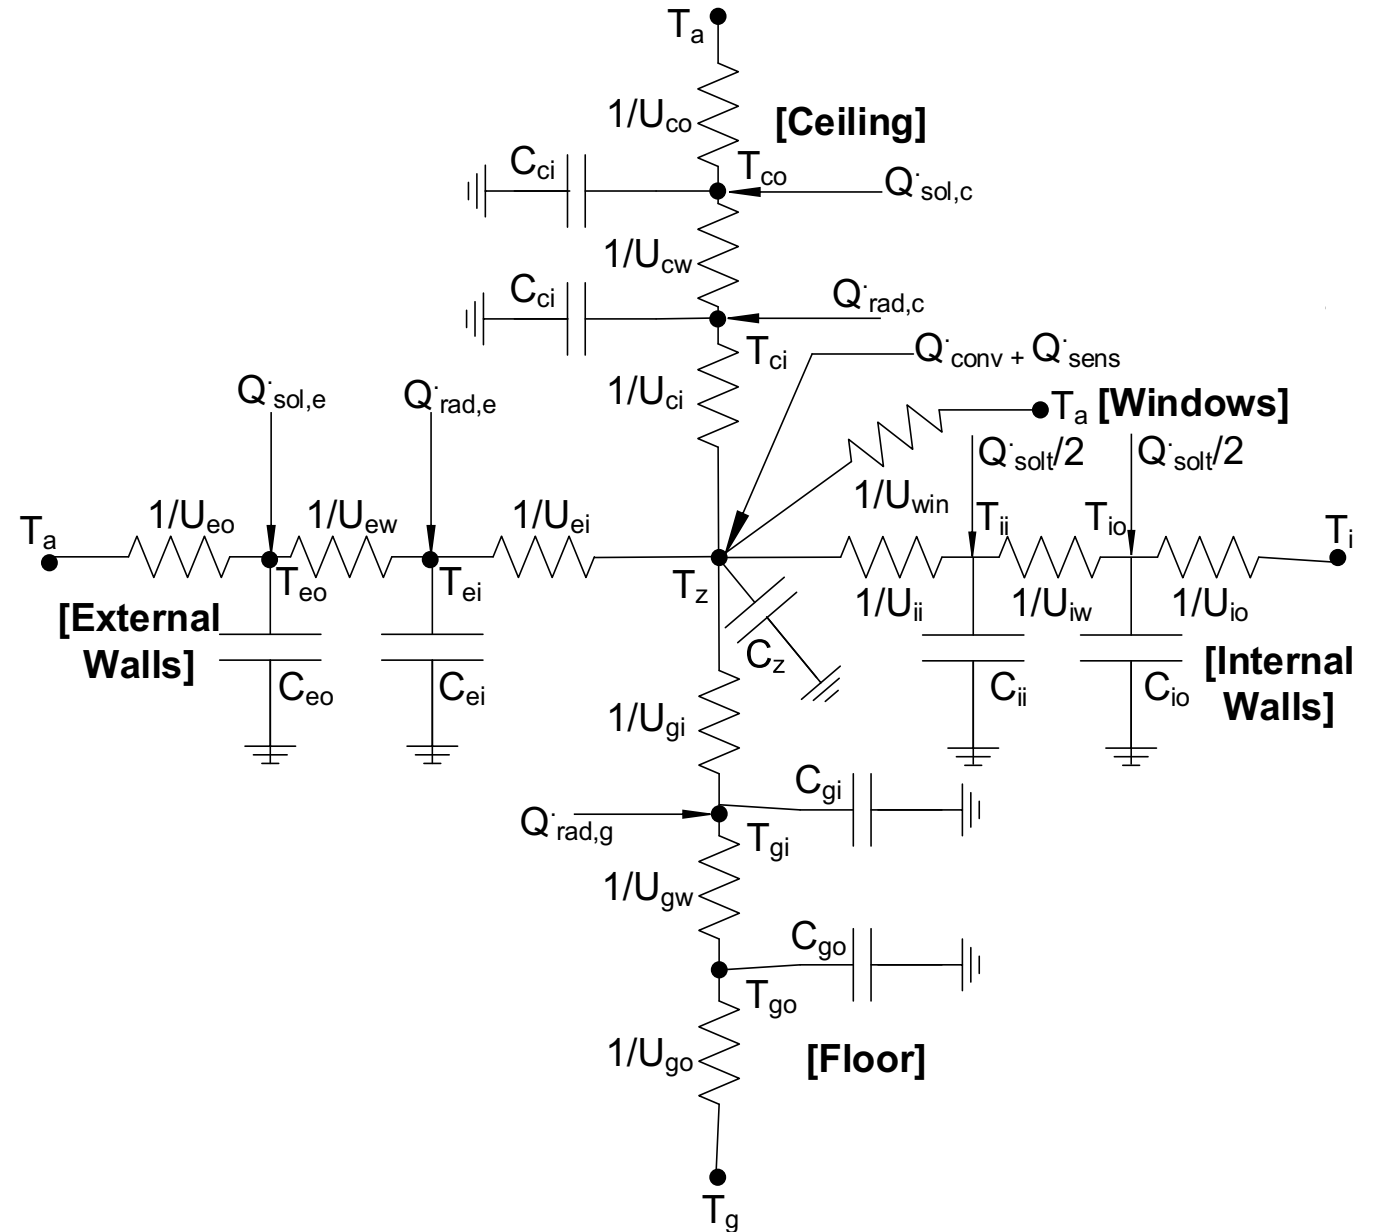 T_a
1/U_co
[Ceiling]
C_ci
T_co
Q̇_sol,c
1/U_cw
C_ci
Q̇_rad,c
T_ci
Q̇_conv + Q̇_sens
1/U_ci
Q̇_sol,e
Q̇_rad,e
T_a [Windows]
Q̇_solt/2
Q̇_solt/2
1/U_win
T_a
1/U_eo
1/U_ew
1/U_ei
T_ii
T_io
T_i
T_eo
T_ei
T_z
1/U_ii
1/U_iw
1/U_io
[External
Walls]
C_z
[Internal
Walls]
C_eo
C_ei
C_ii
C_io
1/U_gi
C_gi
Q̇_rad,g
T_gi
1/U_gw
C_go
T_go
1/U_go
[Floor]
T_g